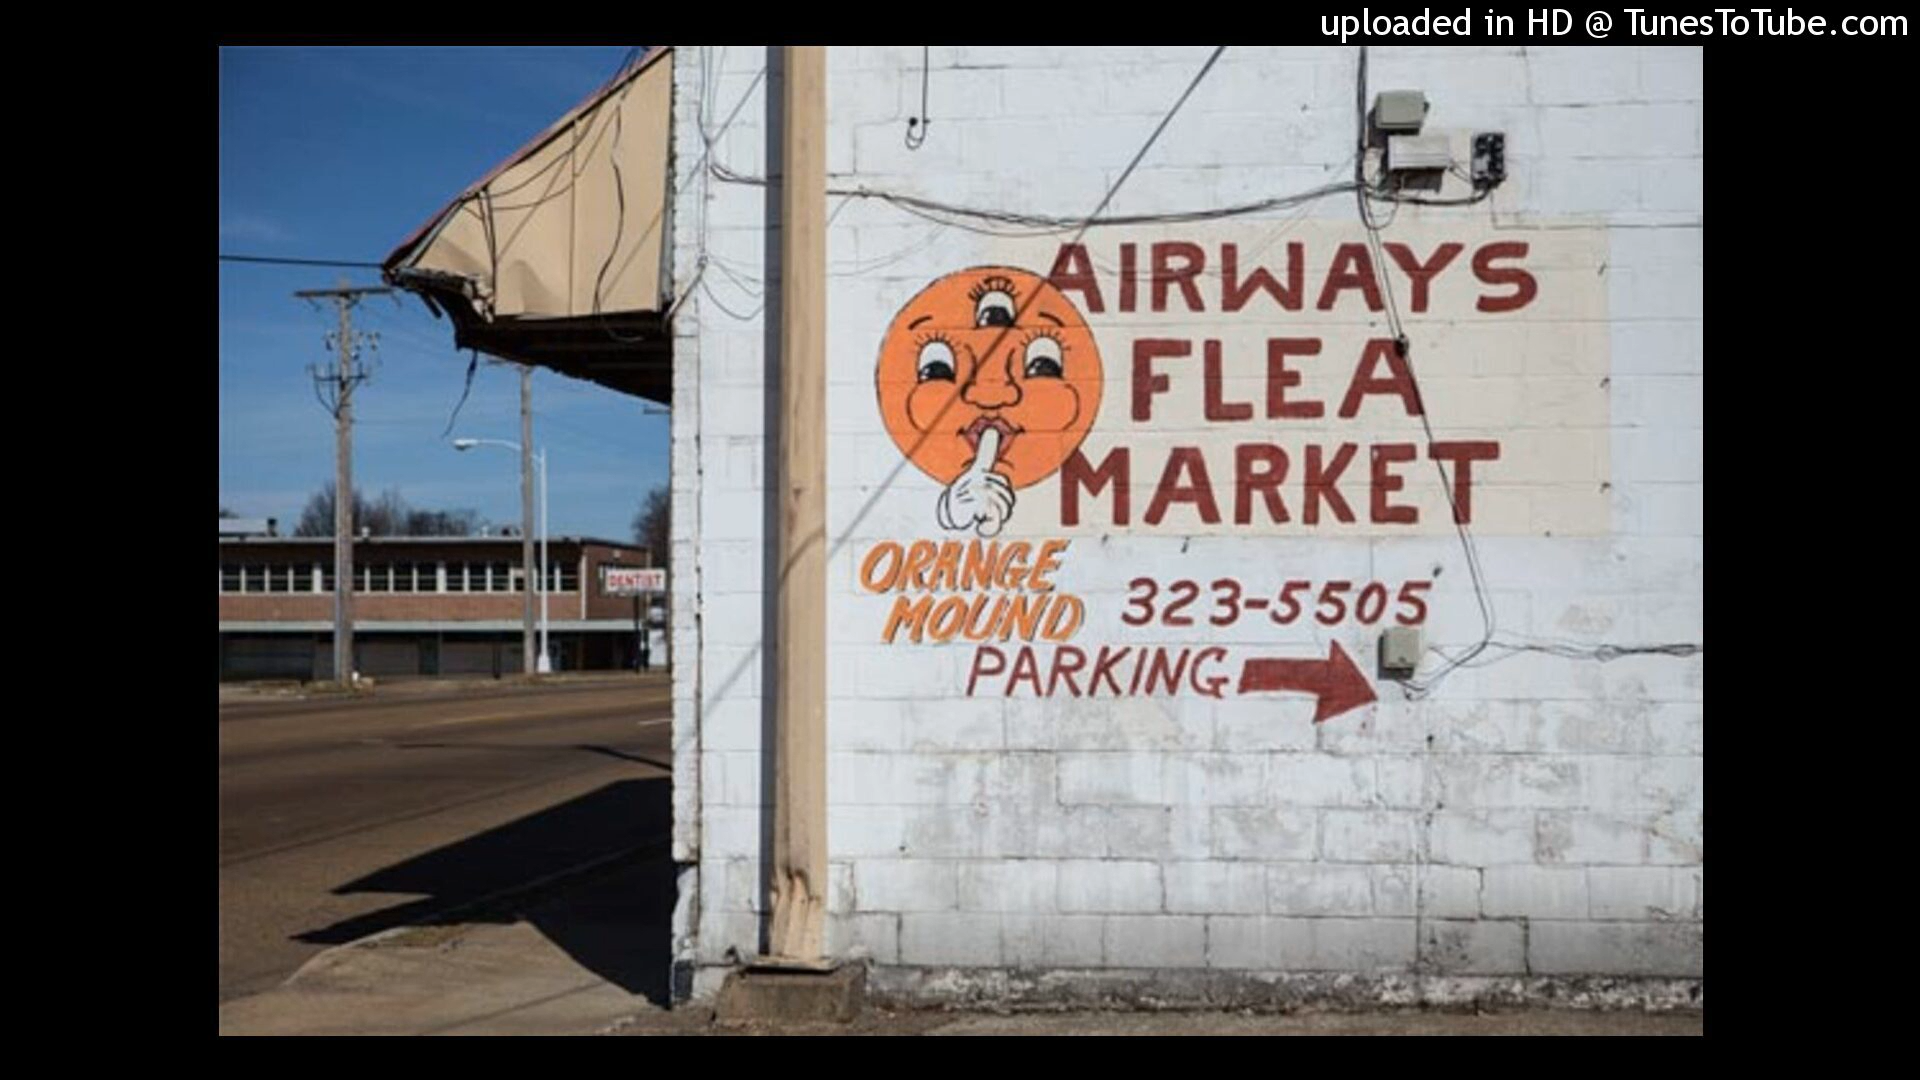 uploaded in HD @ TunesToTube.com
AIRWAYS
FLEA
MARKET
ORANGE
MOUND
323-5505
PARKING
DENTIST